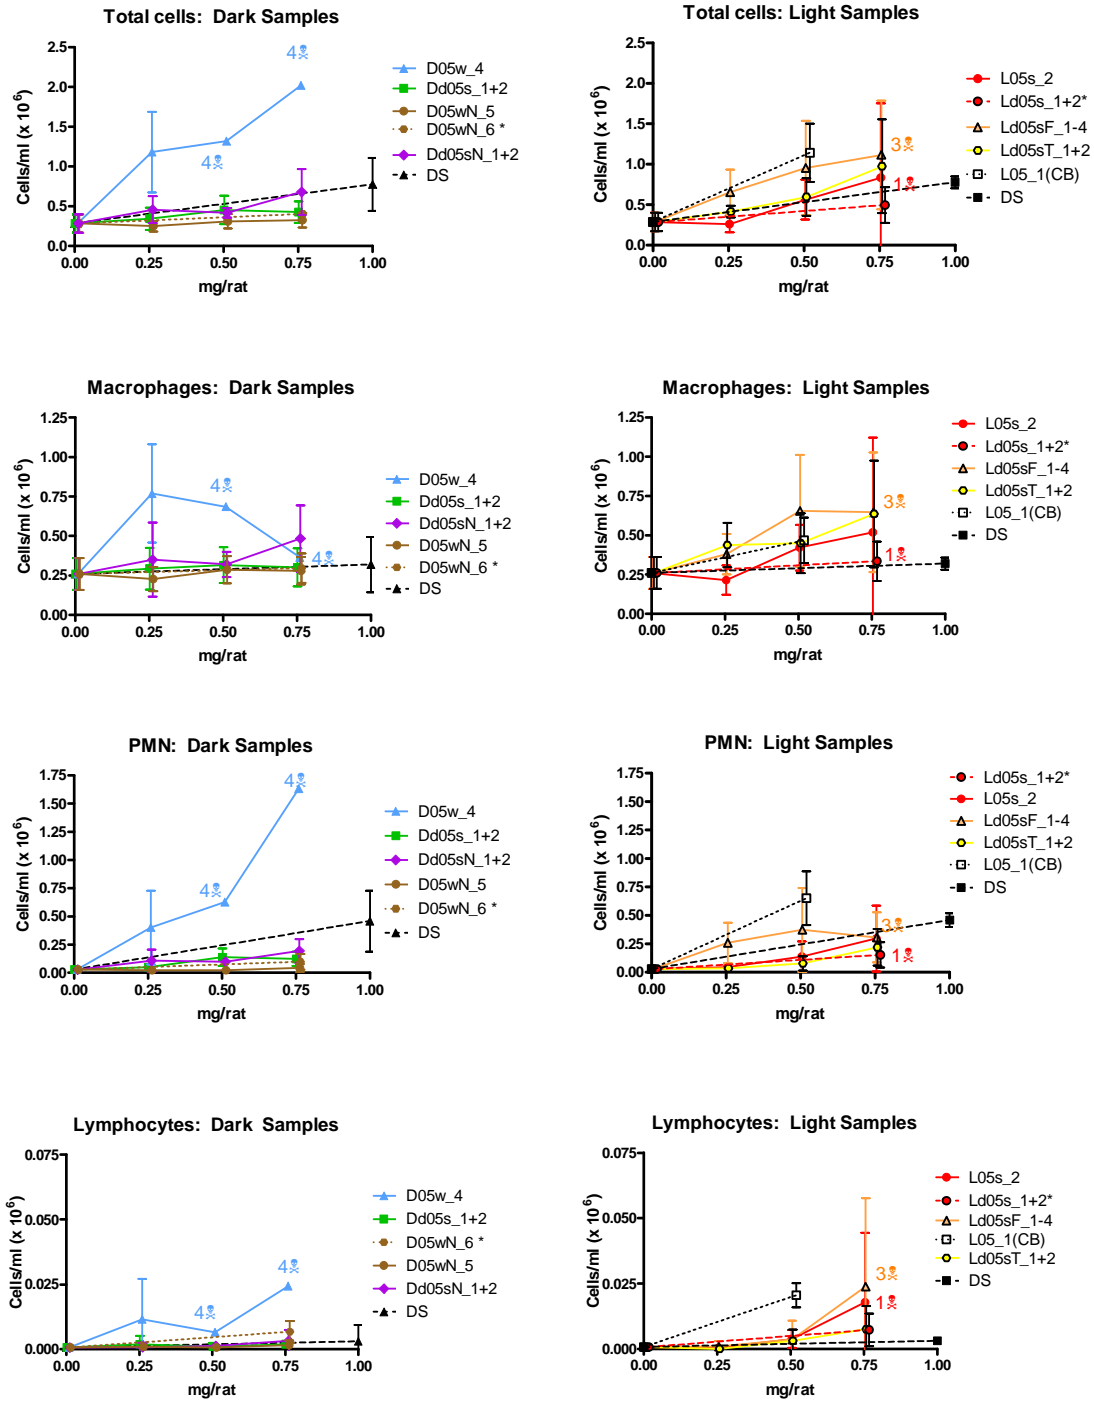 Total cells: Dark Samples
Cells/ml (x 10⁶)
2.5
2.0
1.5
1.0
0.5
0.0
0.00 0.25 0.50 0.75 1.00
mg/rat
4
4
D05w_4
Dd05s_1+2
D05wN_5
D05wN_6 *
Dd05sN_1+2
DS
Total cells: Light Samples
Cells/ml (x 10⁶)
2.5
2.0
1.5
1.0
0.5
0.0
0.00 0.25 0.50 0.75 1.00
mg/rat
3
1
L05s_2
Ld05s_1+2*
Ld05sF_1-4
Ld05sT_1+2
L05_1(CB)
DS
Macrophages: Dark Samples
Cells/ml (x 10⁶)
1.25
1.00
0.75
0.50
0.25
0.00
0.00 0.25 0.50 0.75 1.00
mg/rat
4
4
D05w_4
Dd05s_1+2
Dd05sN_1+2
D05wN_5
D05wN_6 *
DS
Macrophages: Light Samples
Cells/ml (x 10⁶)
1.25
1.00
0.75
0.50
0.25
0.00
0.00 0.25 0.50 0.75 1.00
mg/rat
3
1
L05s_2
Ld05s_1+2*
Ld05sF_1-4
Ld05sT_1+2
L05_1(CB)
DS
PMN: Dark Samples
Cells/ml (x 10⁶)
1.75
1.50
1.25
1.00
0.75
0.50
0.25
0.00
0.00 0.25 0.50 0.75 1.00
mg/rat
4
4
D05w_4
Dd05s_1+2
Dd05sN_1+2
D05wN_5
D05wN_6 *
DS
PMN: Light Samples
Cells/ml (x 10⁶)
1.75
1.50
1.25
1.00
0.75
0.50
0.25
0.00
0.00 0.25 0.50 0.75 1.00
mg/rat
3
1
Ld05s_1+2*
L05s_2
Ld05sF_1-4
Ld05sT_1+2
L05_1(CB)
DS
Lymphocytes: Dark Samples
Cells/ml (x 10⁶)
0.075
0.050
0.025
0.000
0.00 0.25 0.50 0.75 1.00
mg/rat
4
4
D05w_4
Dd05s_1+2
D05wN_6 *
D05wN_5
Dd05sN_1+2
DS
Lymphocytes: Light Samples
Cells/ml (x 10⁶)
0.075
0.050
0.025
0.000
0.00 0.25 0.50 0.75 1.00
mg/rat
3
1
L05s_2
Ld05s_1+2*
Ld05sF_1-4
L05_1(CB)
Ld05sT_1+2
DS